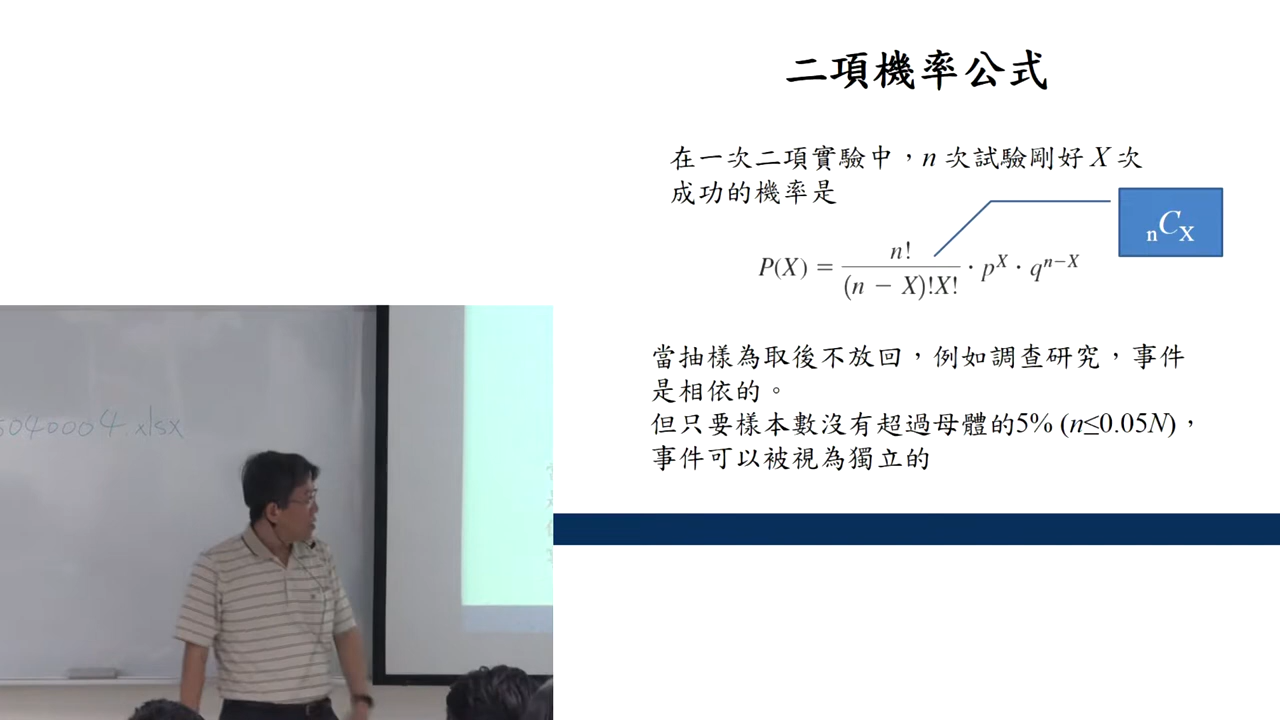 二項機率公式
在一次二項實驗中，n 次試驗剛好 X 次
成功的機率是
nCX
P(X) = n! / (n − X)!X! · p^X · q^(n−X)
當抽樣為取後不放回，例如調查研究，事件
是相依的。
但只要樣本數沒有超過母體的5% (n≤0.05N)，
事件可以被視為獨立的
5040004.xlsx